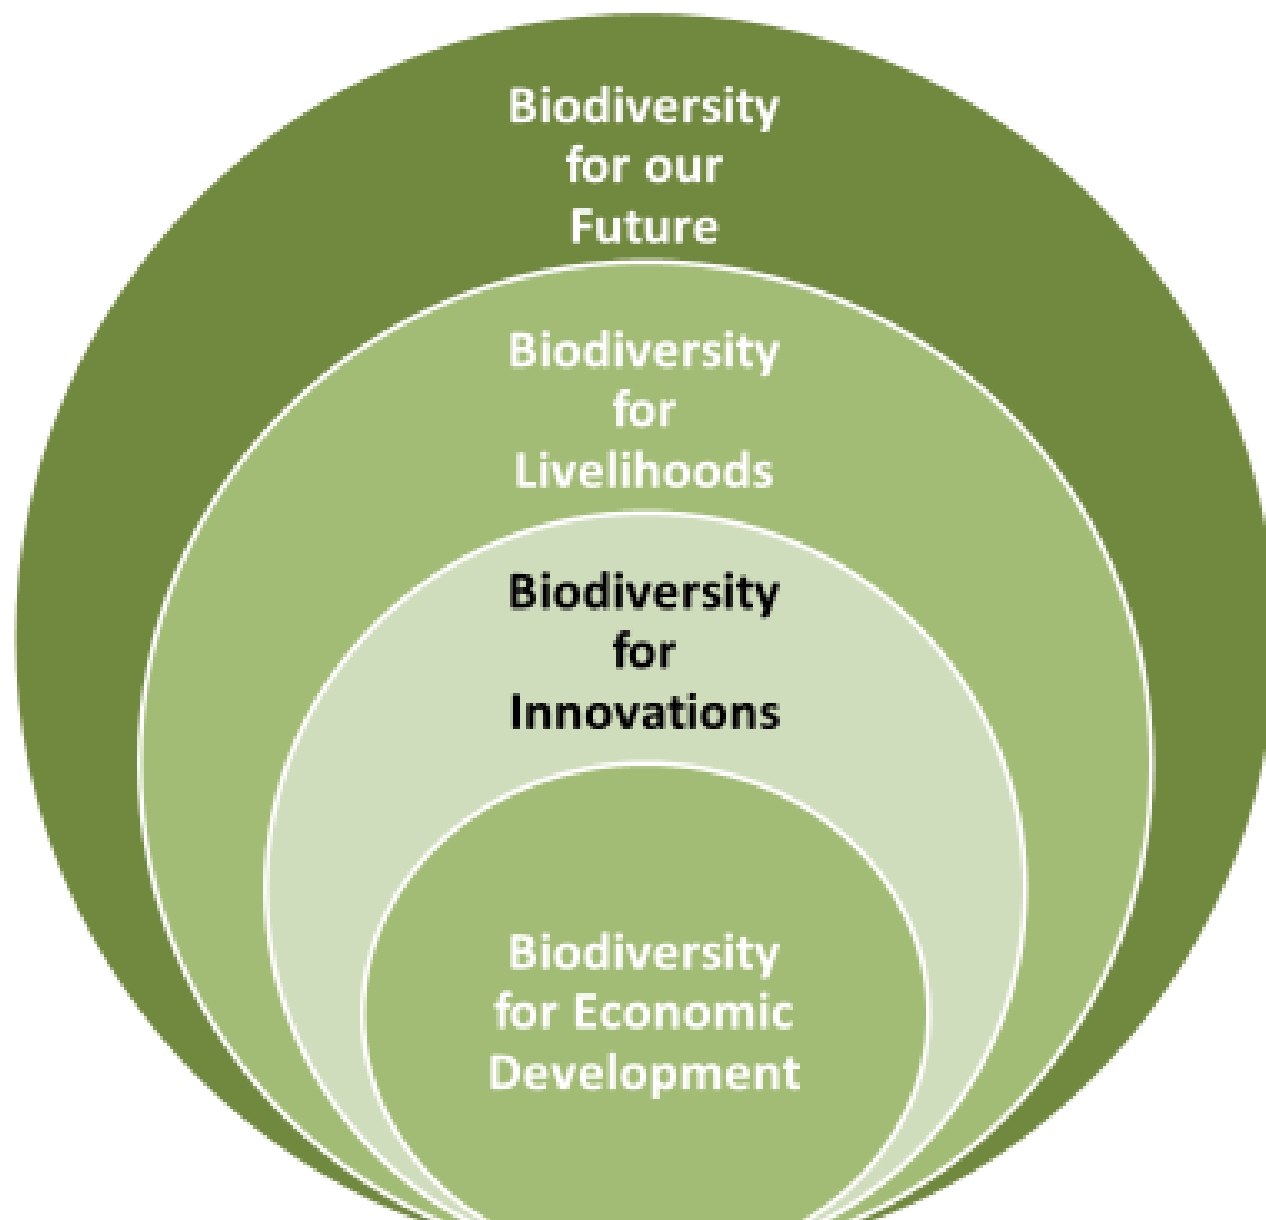 Biodiversity
for our
Future
Biodiversity
for
Livelihoods
Biodiversity
for
Innovations
Biodiversity
for Economic
Development